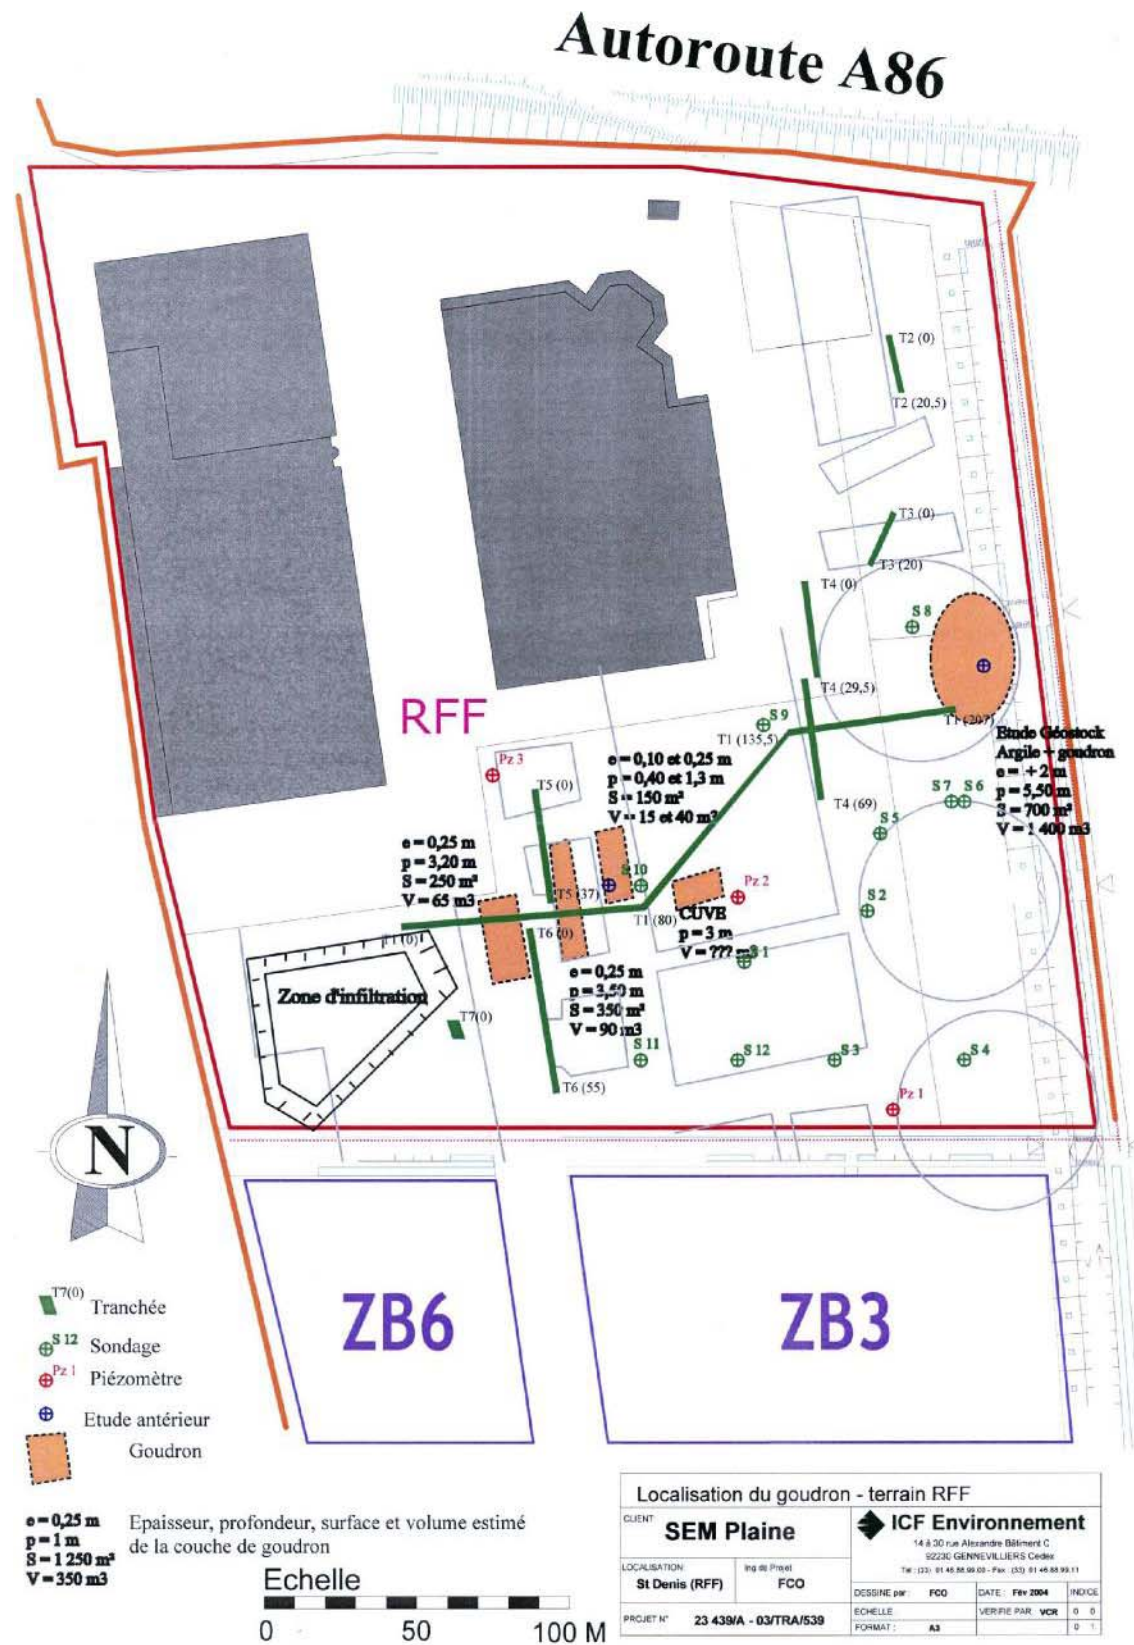 Autoroute A86
T2 (0)
T2 (20,5)
T3 (0)
T3 (20)
T4 (0)
S 8
T4 (29,5)
RFF
S 9
T1 (135,5)
T1 (207)
Etude Géostock
Argile + goudron
e = + 2 m
p = 5,50 m
S = 700 m²
V = 1 400 m3
e = 0,10 et 0,25 m
p = 0,40 et 1,3 m
S = 150 m²
V = 15 et 40 m³
Pz 3
T5 (0)
S 7
S 6
T4 (69)
S 5
e = 0,25 m
p = 3,20 m
S = 250 m²
V = 65 m3
S 10
T5 (37)
Pz 2
S 2
T1 (80)
CUVE
p = 3 m
V = ??? m3
T1 (0)
T6 (0)
S 1
e = 0,25 m
p = 3,50 m
S = 350 m²
V = 90 m3
Zone d'infiltration
T7(0)
S 11
S 12
S 3
S 4
T6 (55)
Pz 1
N
ZB6
ZB3
T7(0)
Tranchée
S 12
Sondage
Pz 1
Piézomètre
Etude antérieur
Goudron
e = 0,25 m
p = 1 m
S = 1 250 m²
V = 350 m3
Epaisseur, profondeur, surface et volume estimé
de la couche de goudron
Echelle
0 50 100 M
Localisation du goudron - terrain RFF
CLIENT
SEM Plaine
ICF Environnement
14 à 30 rue Alexandre Bâtiment C
92230 GENNEVILLIERS Cedex
LOCALISATION
St Denis (RFF)
Ing de Projet
FCO
DESSINE par : FCO
DATE : Fév 2004
INDICE
PROJET N° 23 439/A - 03/TRA/539
ECHELLE
VERIFIE PAR VCR
0 0
FORMAT : A3
0 1